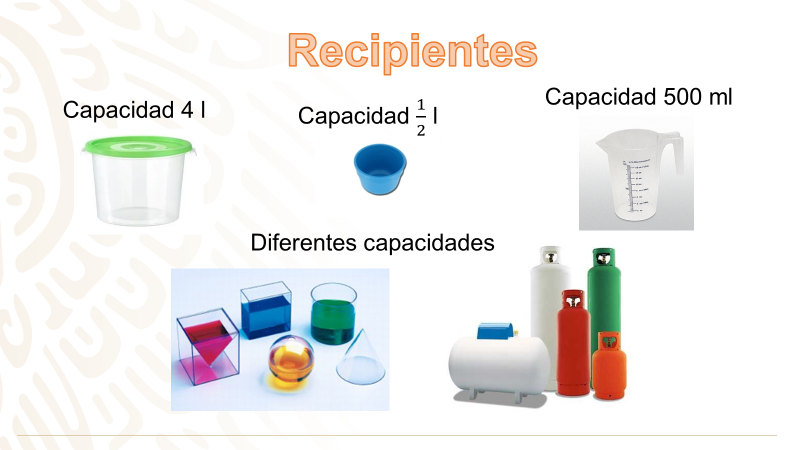 Recipientes
Capacidad 4 l
Capacidad 1/2 l
Capacidad 500 ml
Diferentes capacidades